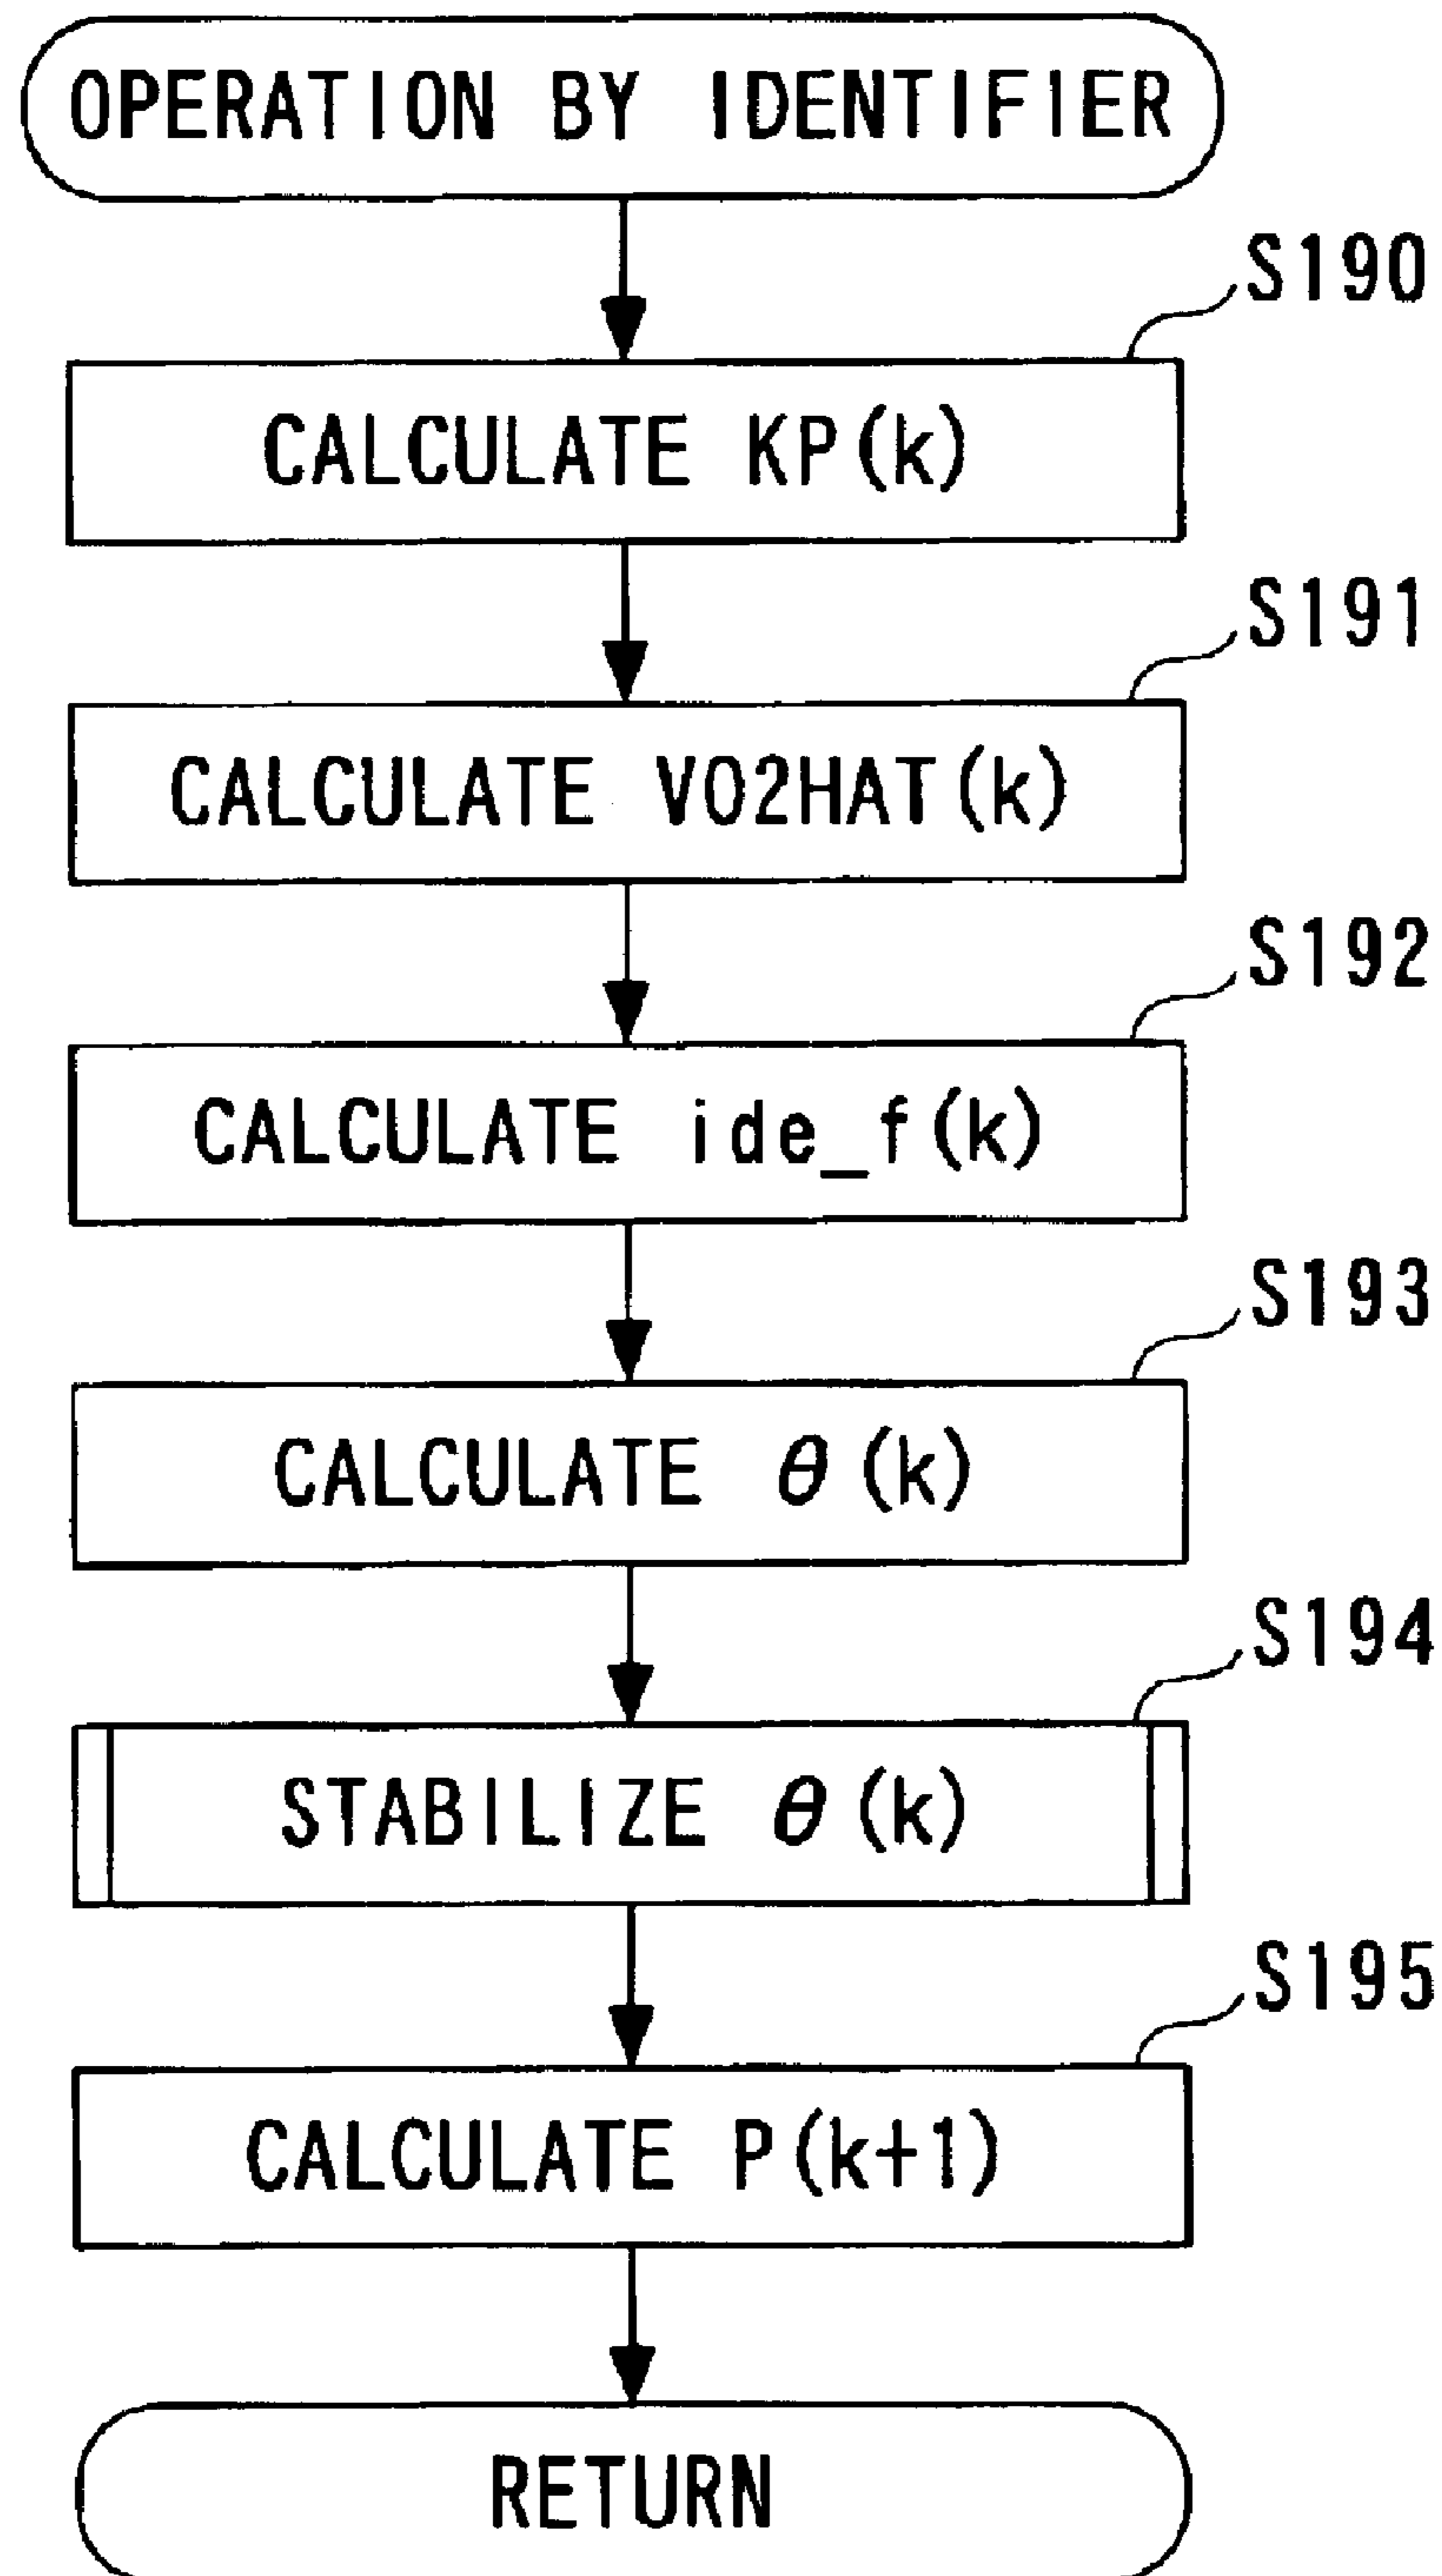 OPERATION BY IDENTIFIER
S190
CALCULATE KP(k)
S191
CALCULATE VO2HAT(k)
S192
CALCULATE ide_f(k)
S193
CALCULATE θ(k)
S194
STABILIZE θ(k)
S195
CALCULATE P(k+1)
RETURN